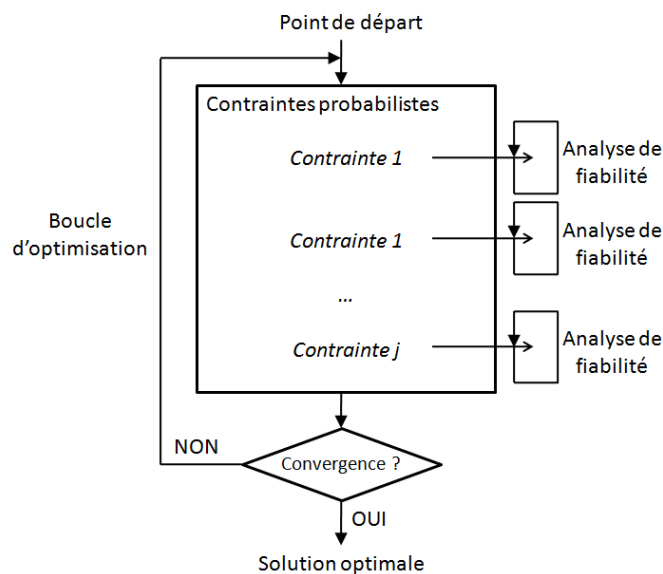 Point de départ
Contraintes probabilistes
Contrainte 1
Analyse de
fiabilité
Boucle
d'optimisation
Contrainte 1
Analyse de
fiabilité
...
Contrainte j
Analyse de
fiabilité
NON
Convergence ?
OUI
Solution optimale